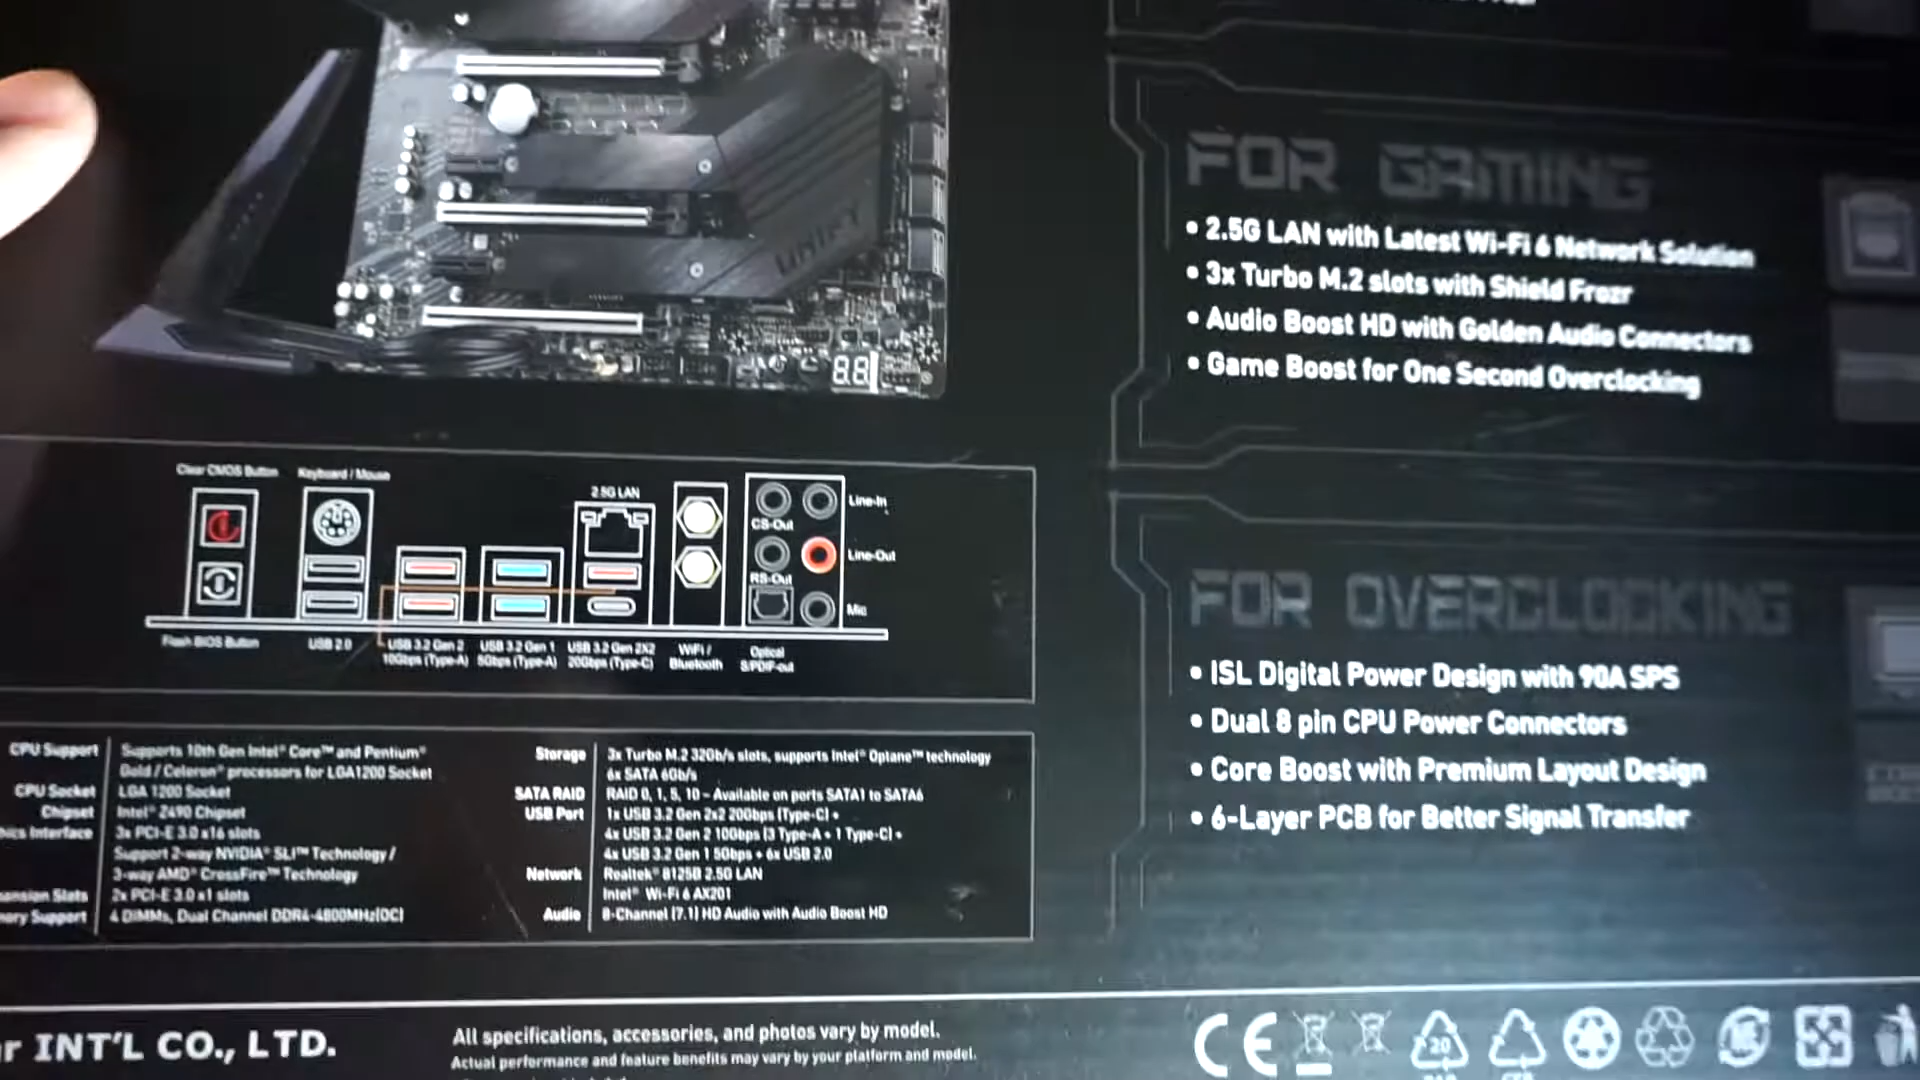 UNIFY
88
FOR GAMING
• 2.5G LAN with Latest Wi-Fi 6 Network Solution
• 3x Turbo M.2 slots with Shield Frozr
• Audio Boost HD with Golden Audio Connectors
• Game Boost for One Second Overclocking
Clear CMOS Button
Keyboard / Mouse
2.5G LAN
Line-In
CS-Out
Line-Out
RS-Out
Mic
Flash BIOS Button
USB 2.0
USB 3.2 Gen 2
10Gbps (Type-A)
USB 3.2 Gen 1
5Gbps (Type-A)
USB 3.2 Gen 2X2
20Gbps (Type-C)
WiFi /
Bluetooth
Optical
S/PDIF-out
FOR OVERCLOCKING
• ISL Digital Power Design with 90A SPS
• Dual 8 pin CPU Power Connectors
• Core Boost with Premium Layout Design
• 6-Layer PCB for Better Signal Transfer
CPU Support
Supports 10th Gen Intel® Core™ and Pentium®
Gold / Celeron® processors for LGA1200 Socket
CPU Socket
LGA 1200 Socket
Chipset
Intel® Z490 Chipset
hics Interface
3x PCI-E 3.0 x16 slots
Support 2-way NVIDIA® SLI™ Technology /
3-way AMD® CrossFire™ Technology
ansion Slots
2x PCI-E 3.0 x1 slots
ory Support
4 DIMMs, Dual Channel DDR4-4800MHz(OC)
Storage
3x Turbo M.2 32Gb/s slots, supports Intel® Optane™ technology
6x SATA 6Gb/s
SATA RAID
RAID 0, 1, 5, 10 - Available on ports SATA1 to SATA6
USB Port
1x USB 3.2 Gen 2x2 20Gbps (Type-C) +
4x USB 3.2 Gen 2 10Gbps (3 Type-A + 1 Type-C) +
4x USB 3.2 Gen 1 5Gbps + 6x USB 2.0
Network
Realtek® 8125B 2.5G LAN
Intel® Wi-Fi 6 AX201
Audio
8-Channel (7.1) HD Audio with Audio Boost HD
r INT'L CO., LTD.
All specifications, accessories, and photos vary by model.
Actual performance and feature benefits may vary by your platform and model.
CE
20
PAP